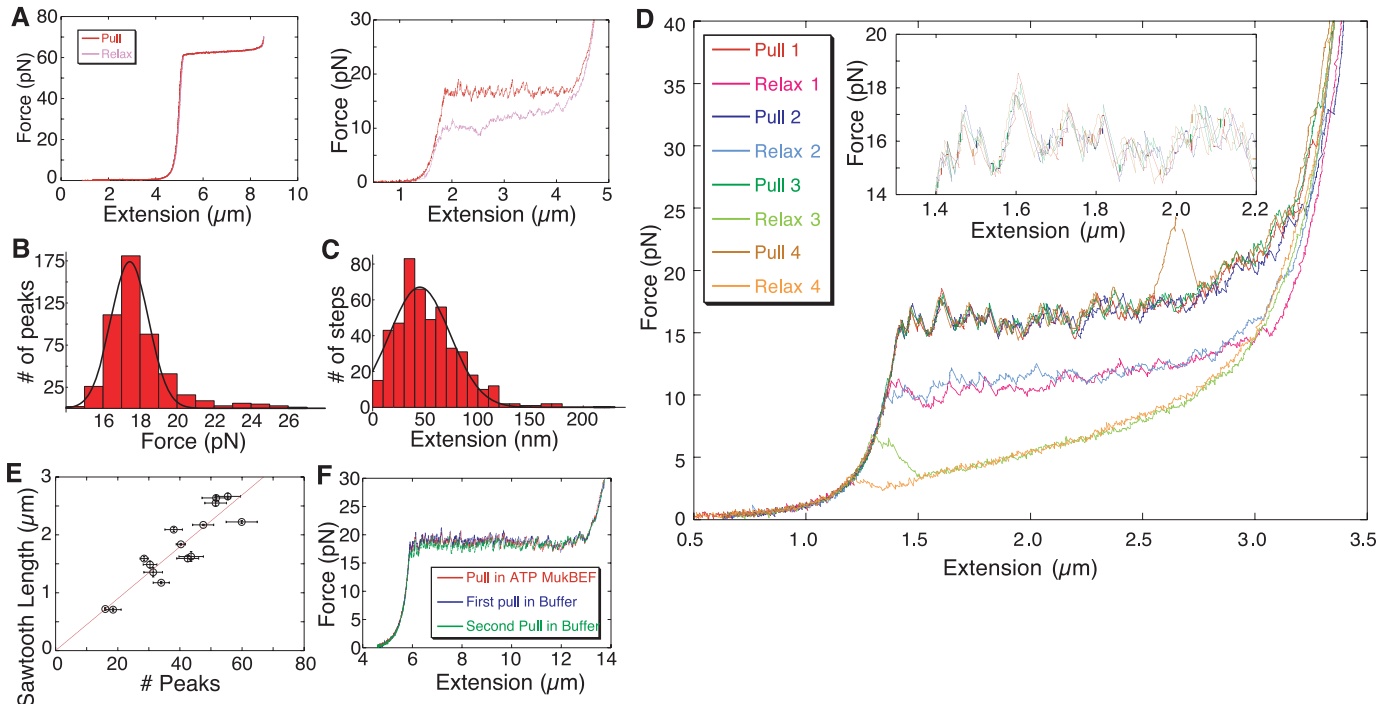 A
Force (pN)
80
60
40
20
0
Pull
Relax
0 2 4 6 8 10
Extension (µm)
Force (pN)
30
20
10
0
1 2 3 4 5
Extension (µm)
B
# of peaks
175
125
75
25
16 18 20 22 24 26
Force (pN)
C
# of steps
80
60
40
20
0
0 50 100 150 200
Extension (nm)
D
Force (pN)
40
35
30
25
20
15
10
5
0
Pull 1
Relax 1
Pull 2
Relax 2
Pull 3
Relax 3
Pull 4
Relax 4
Force (pN)
20
18
16
14
1.4 1.6 1.8 2.0 2.2
Extension (µm)
0.5 1.0 1.5 2.0 2.5 3.0 3.5
Extension (µm)
E
Sawtooth Length (µm)
3
2
1
0
0 20 40 60 80
# Peaks
F
Force (pN)
30
25
20
15
10
5
0
Pull in ATP MukBEF
First pull in Buffer
Second Pull in Buffer
4 6 8 10 12 14
Extension (µm)